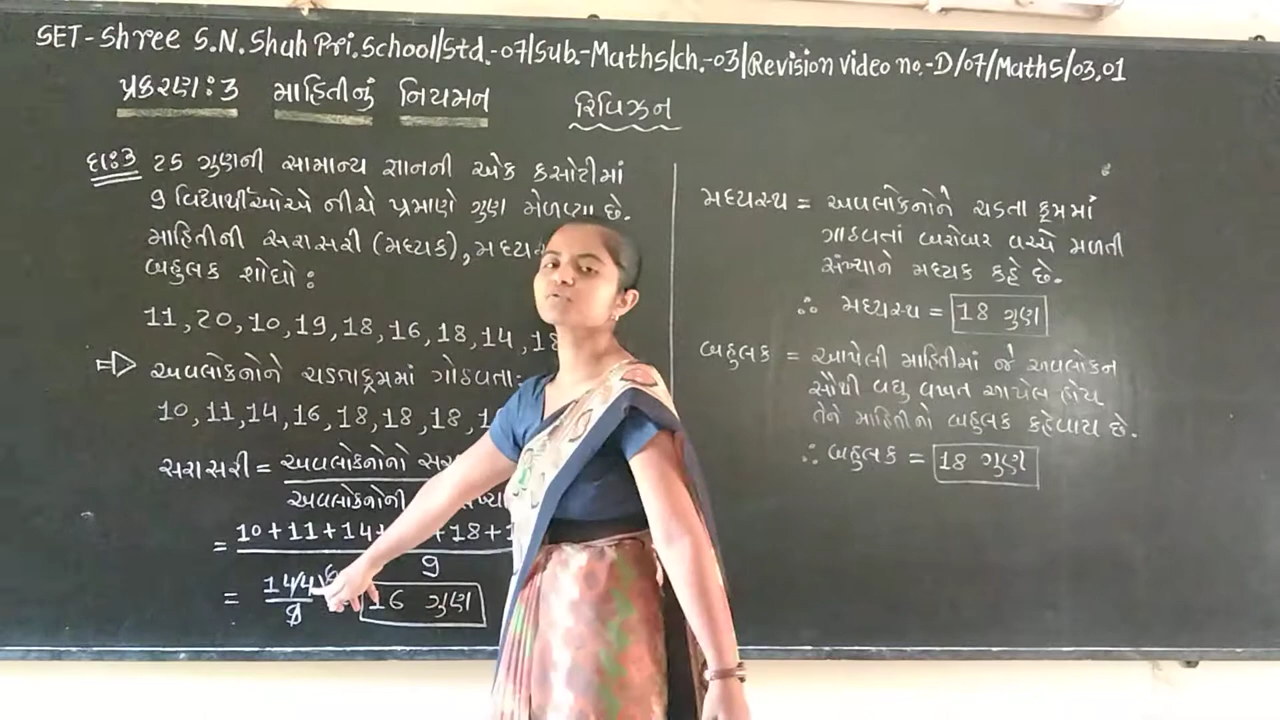 SET-Shree S.N.Shah Pri.School/Std.-07/Sub.-Maths/ch.-03/Revision video no.-D/07/Maths/03.01
પ્રકરણ:3 માહિતીનું નિયમન
રિવિઝન
દા:3 25 ગુણની સામાન્ય જ્ઞાનની એક કસોટીમાં
9 વિદ્યાર્થીઓએ નીચે પ્રમાણે ગુણ મેળવ્યા છે.
માહિતીની સરાસરી (મધ્યક),
બહુલક શોધો:
11,20,10,19,18,16,18,14,18
⇒ અવલોકનોને ચડતાક્રમમાં ગોઠવતા:-
10,11,14,16,18,18,18,
સરાસરી = અવલોકનોનો
અવલોકનોની
= 10+11+14+ +18+
9
= 144
9
16 ગુણ
મધ્યસ્થ = અવલોકનોને ચડતા ક્રમમાં
ગોઠવતાં બરોબર વચ્ચે મળતી
સંખ્યાને મધ્યક કહે છે.
∴ મધ્યસ્થ = 18 ગુણ
બહુલક = આપેલી માહિતીમાં જે અવલોકન
સૌથી વધુ વખત આપેલ હોય
તેને માહિતીનો બહુલક કહેવાય છે.
∴ બહુલક = 18 ગુણ